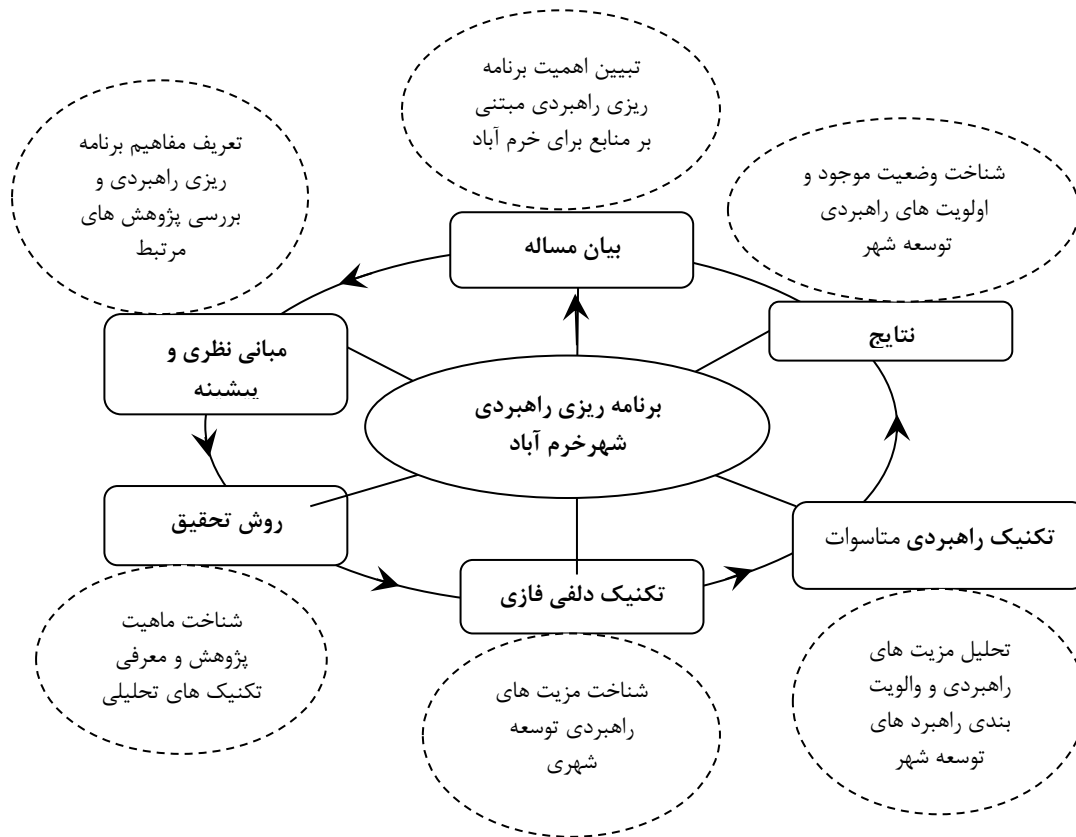 تبیین اهمیت برنامه
ریزی راهبردی مبتنی
بر منابع برای خرم آباد
بیان مساله
تعریف مفاهیم برنامه
ریزی راهبردی و
بررسی پژوهش های
مرتبط
مبانی نظری و
پیشینه
شناخت وضعیت موجود و
اولویت های راهبردی
توسعه شهر
نتایج
برنامه ریزی راهبردی
شهرخرم آباد
روش تحقیق
شناخت ماهیت
پژوهش و معرفی
تکنیک های تحلیلی
تکنیک دلفی فازی
شناخت مزیت های
راهبردی توسعه
شهری
تکنیک راهبردی متاسوات
تحلیل مزیت های
راهبردی و والویت
بندی راهبرد های
توسعه شهر